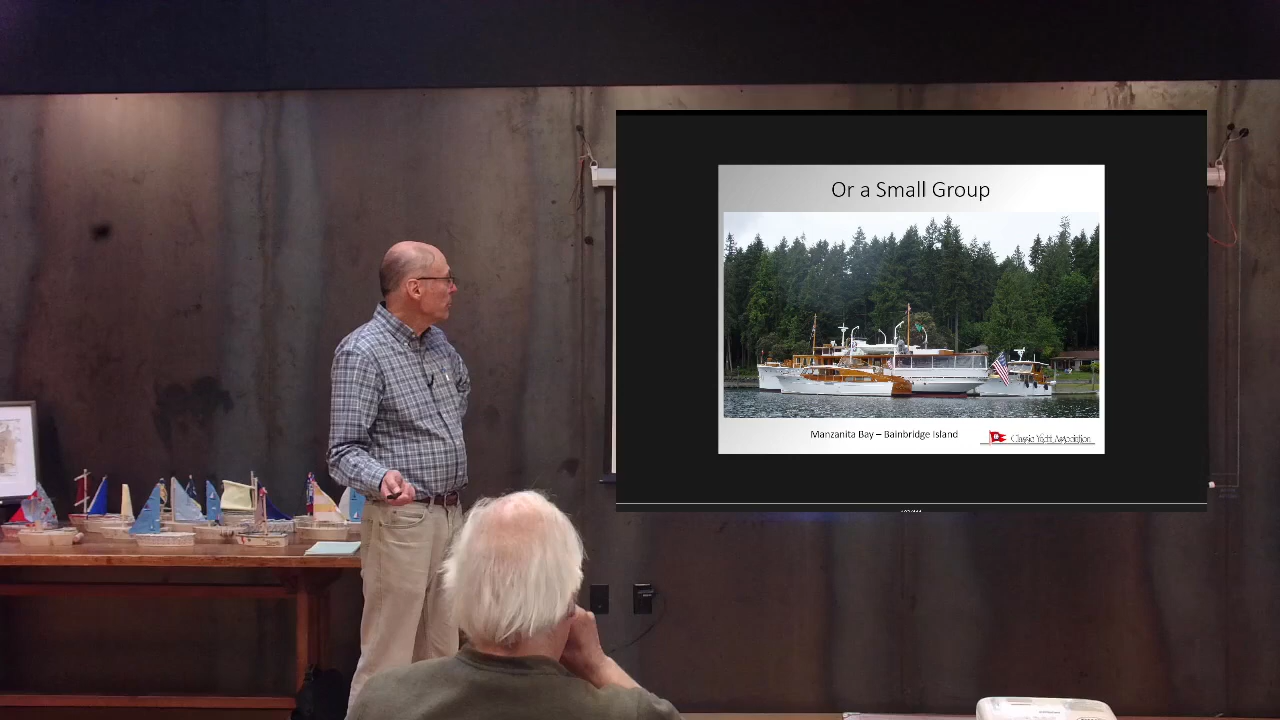 Or a Small Group
Manzanita Bay – Bainbridge Island
Classic Yacht Association